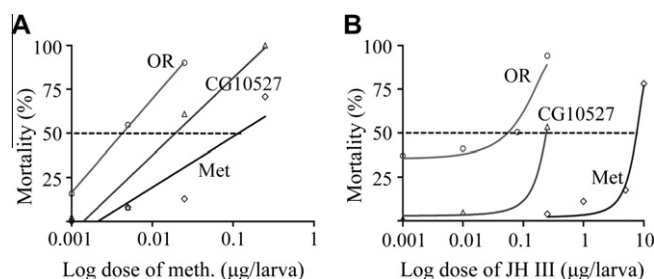 A
Mortality (%)
100
75
50
25
OR
CG10527
Met
0.001
0.01
0.1
1
Log dose of meth. (µg/larva)
B
Mortality (%)
100
75
50
25
OR
CG10527
Met
0.001
0.01
0.1
1
10
Log dose of JH III (µg/larva)